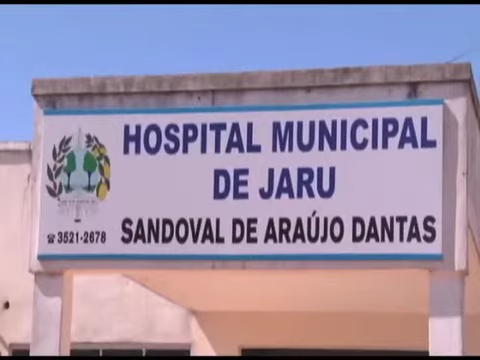 HOSPITAL MUNICIPAL
DE JARU
☎3521-2678
SANDOVAL DE ARAÚJO DANTAS